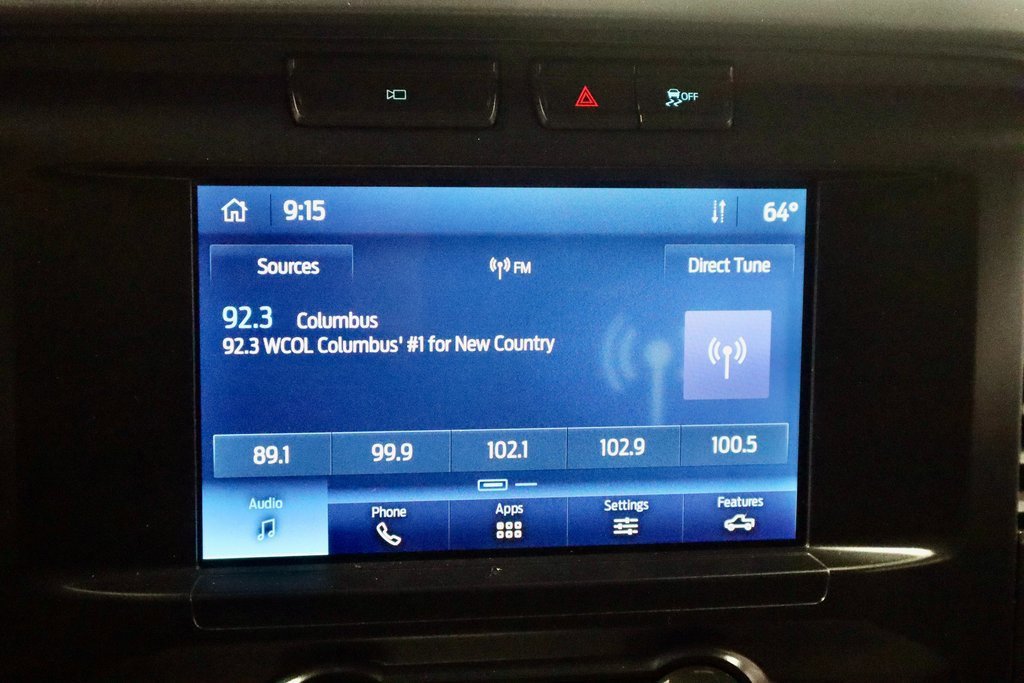 OFF
9:15
64°
Sources
FM
Direct Tune
92.3 Columbus
92.3 WCOL Columbus' #1 for New Country
89.1 99.9 102.1 102.9 100.5
Audio Phone Apps Settings Features